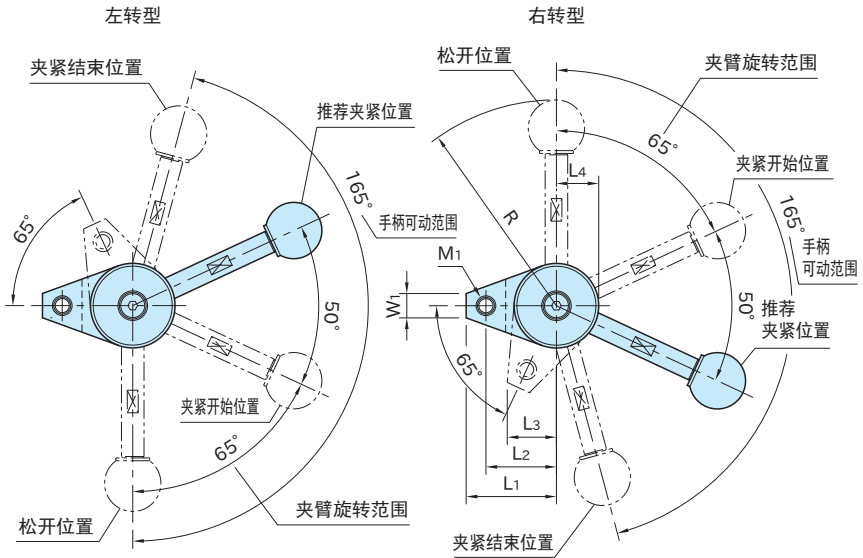 左转型
夹紧结束位置
推荐夹紧位置
65°
165°
手柄可动范围
50°
夹紧开始位置
65°
松开位置
夹臂旋转范围
右转型
松开位置
夹臂旋转范围
65°
夹紧开始位置
L4
R
165°
手柄
可动范围
M1
W1
50°
推荐
夹紧位置
65°
L3
L2
L1
夹紧结束位置